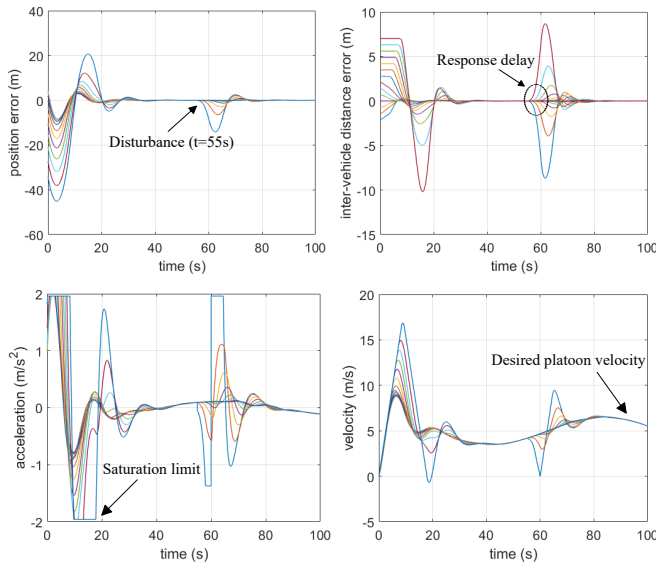 position error (m)
40
20
0
-20
-40
-60
Disturbance (t=55s)
0 20 40 60 80 100
time (s)
inter-vehicle distance error (m)
10
5
0
-5
-10
-15
Response delay
0 20 40 60 80 100
time (s)
acceleration (m/s²)
2
1
0
-1
-2
Saturation limit
0 20 40 60 80 100
time (s)
velocity (m/s)
20
15
10
5
0
-5
Desired platoon velocity
0 20 40 60 80 100
time (s)